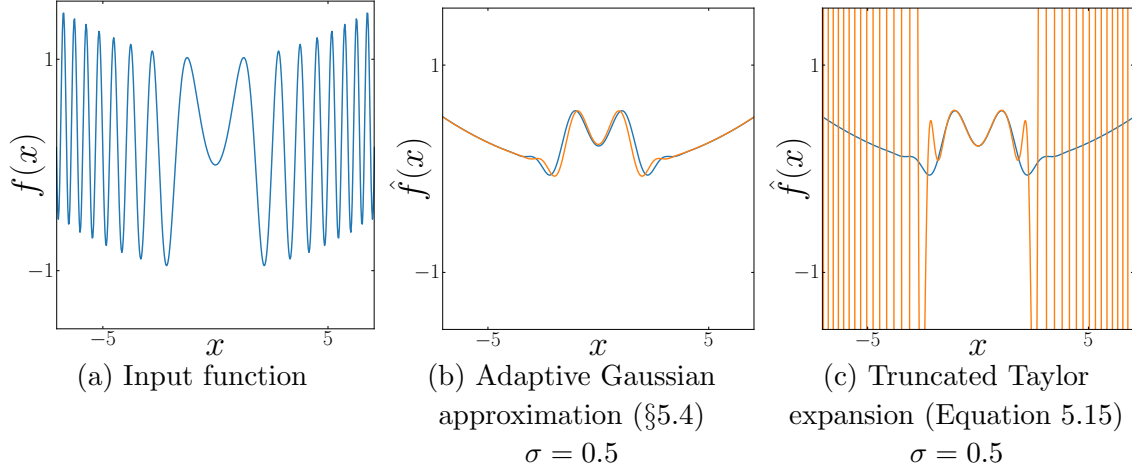 1
−1
f(x)
−5
5
x
(a) Input function
1
−1
f̂(x)
−5
5
x
(b) Adaptive Gaussian
approximation (§5.4)
σ = 0.5
1
−1
f̂(x)
−5
5
x
(c) Truncated Taylor
expansion (Equation 5.15)
σ = 0.5